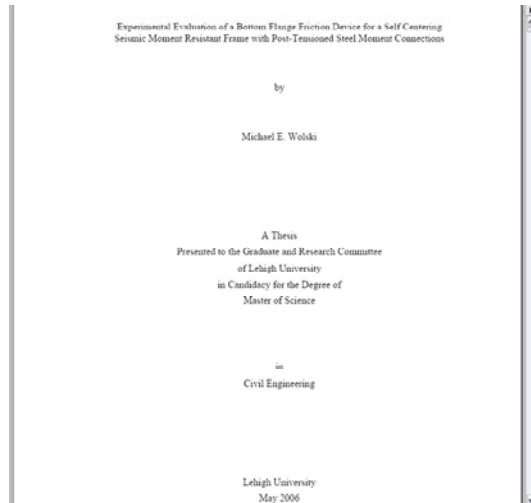 Experimental Evaluation of a Bottom Flange Friction Device for a Self Centering
Seismic Moment Resistant Frame with Post-Tensioned Steel Moment Connections
by
Michael E. Wolski
A Thesis
Presented to the Graduate and Research Committee
of Lehigh University
in Candidacy for the Degree of
Master of Science
in
Civil Engineering
Lehigh University
May 2006